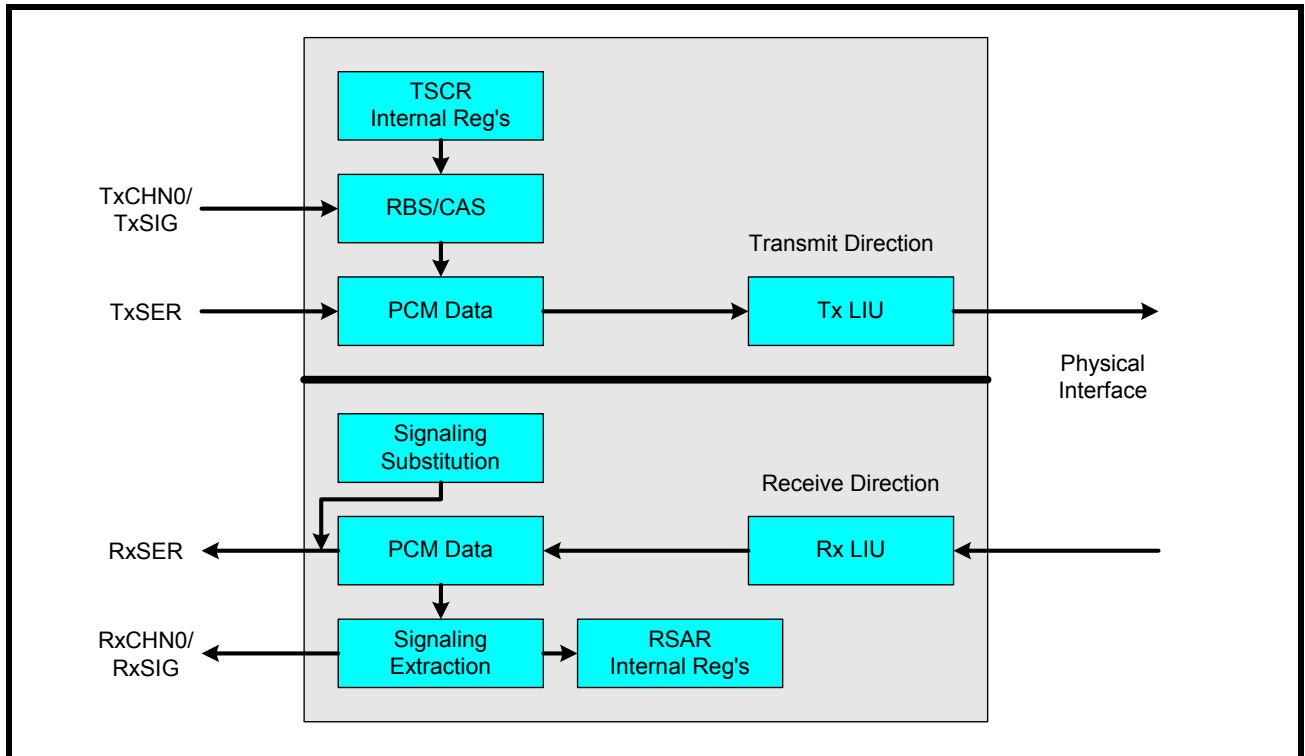 TSCR
Internal Reg's
TxCHN0/
TxSIG
RBS/CAS
Transmit Direction
TxSER
PCM Data
Tx LIU
Physical
Interface
Signaling
Substitution
Receive Direction
RxSER
PCM Data
Rx LIU
RxCHN0/
RxSIG
Signaling
Extraction
RSAR
Internal Reg's